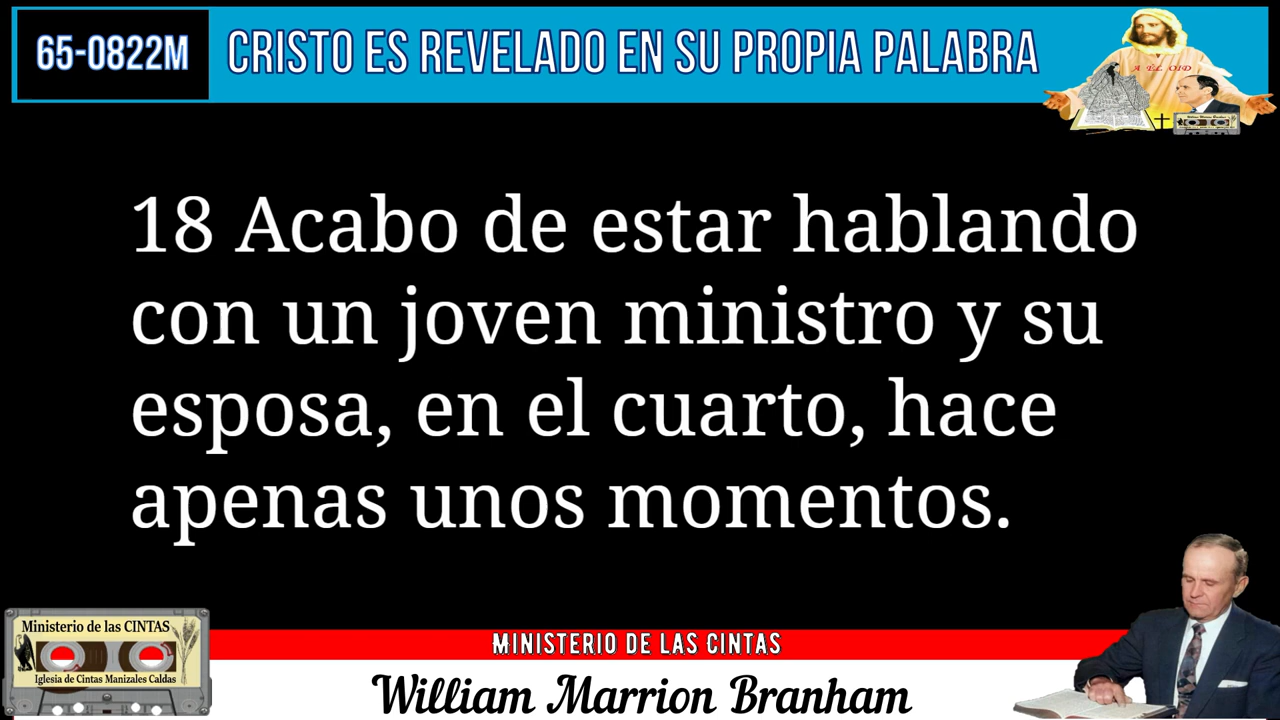 65-0822M
CRISTO ES REVELADO EN SU PROPIA PALABRA
A ÉL OID
18 Acabo de estar hablando
con un joven ministro y su
esposa, en el cuarto, hace
apenas unos momentos.
Ministerio de las CINTAS
Iglesia de Cintas Manizales Caldas
MINISTERIO DE LAS CINTAS
William Marrion Branham